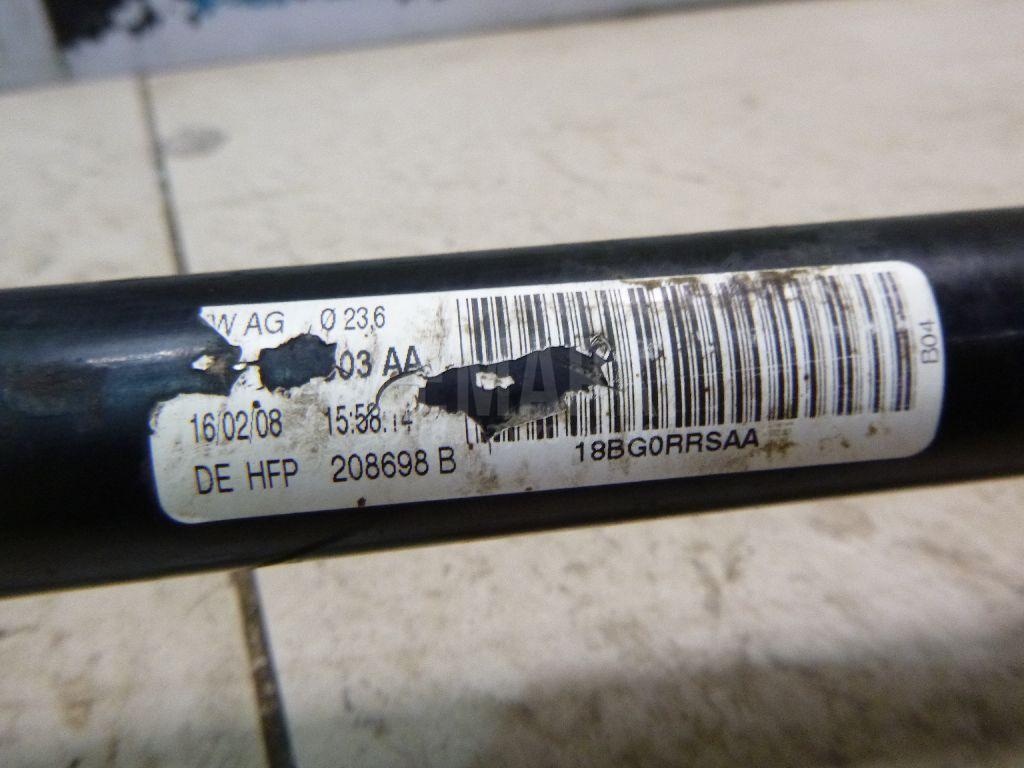 W AG Ø 23,6
03 AA
16/02/08 15:58:14
DE HFP 208698 B
18BG0RRSAA
B04